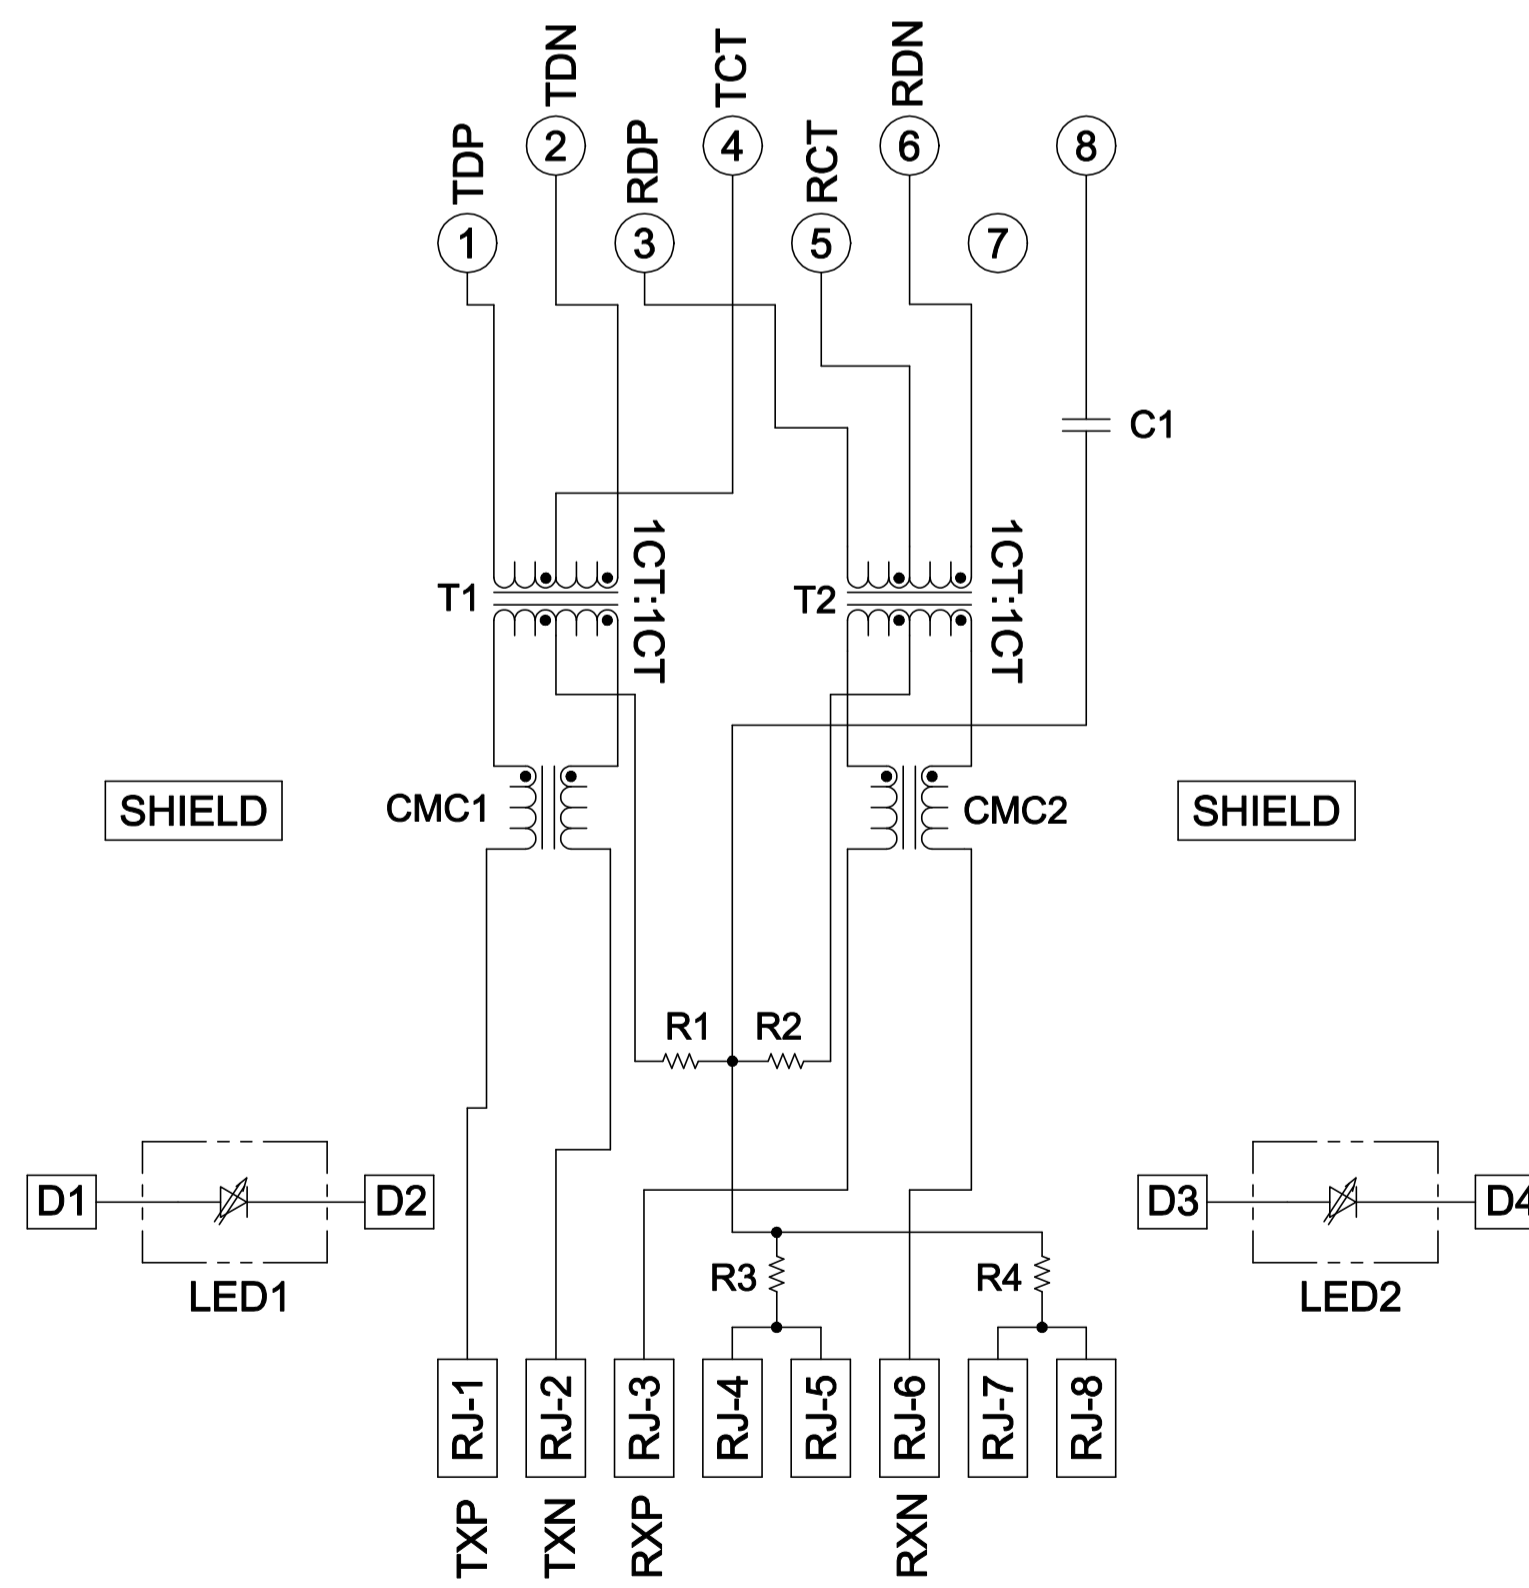 TDN
TCT
RDN
TDP
RDP
RCT
2
4
6
8
1
3
5
7
C1
T1
1CT:1CT
T2
1CT:1CT
SHIELD
CMC1
CMC2
SHIELD
R1
R2
D1
D2
D3
D4
LED1
R3
R4
LED2
RJ-1
RJ-2
RJ-3
RJ-4
RJ-5
RJ-6
RJ-7
RJ-8
TXP
TXN
RXP
RXN